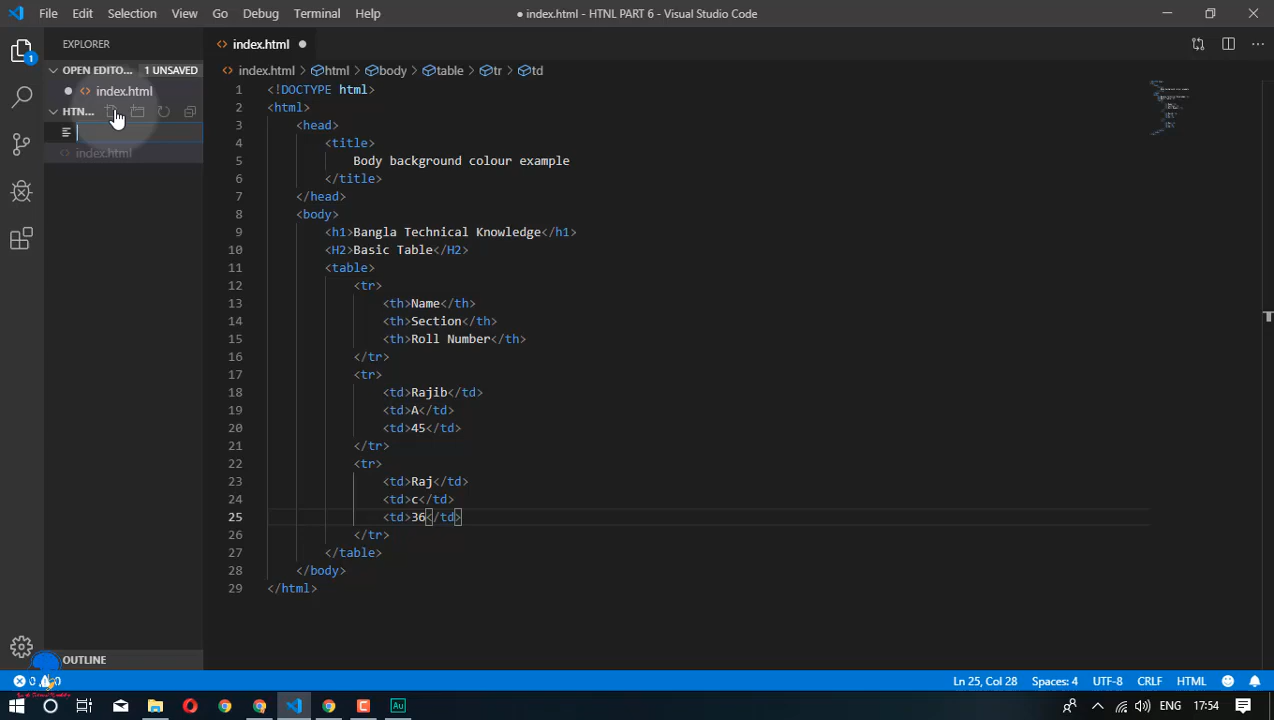 File Edit Selection View Go Debug Terminal Help
● index.html - HTNL PART 6 - Visual Studio Code
EXPLORER
OPEN EDITO... 1 UNSAVED
index.html
HTN...
index.html
OUTLINE
1
index.html
index.html > html > body > table > tr > td
1 <!DOCTYPE html>
2 <html>
3 <head>
4 <title>
5 Body background colour example
6 </title>
7 </head>
8 <body>
9 <h1>Bangla Technical Knowledge</h1>
10 <H2>Basic Table</H2>
11 <table>
12 <tr>
13 <th>Name</th>
14 <th>Section</th>
15 <th>Roll Number</th>
16 </tr>
17 <tr>
18 <td>Rajib</td>
19 <td>A</td>
20 <td>45</td>
21 </tr>
22 <tr>
23 <td>Raj</td>
24 <td>c</td>
25 <td>36</td>
26 </tr>
27 </table>
28 </body>
29 </html>
0 0 Ln 25, Col 28 Spaces: 4 UTF-8 CRLF HTML
Au ENG 17:54